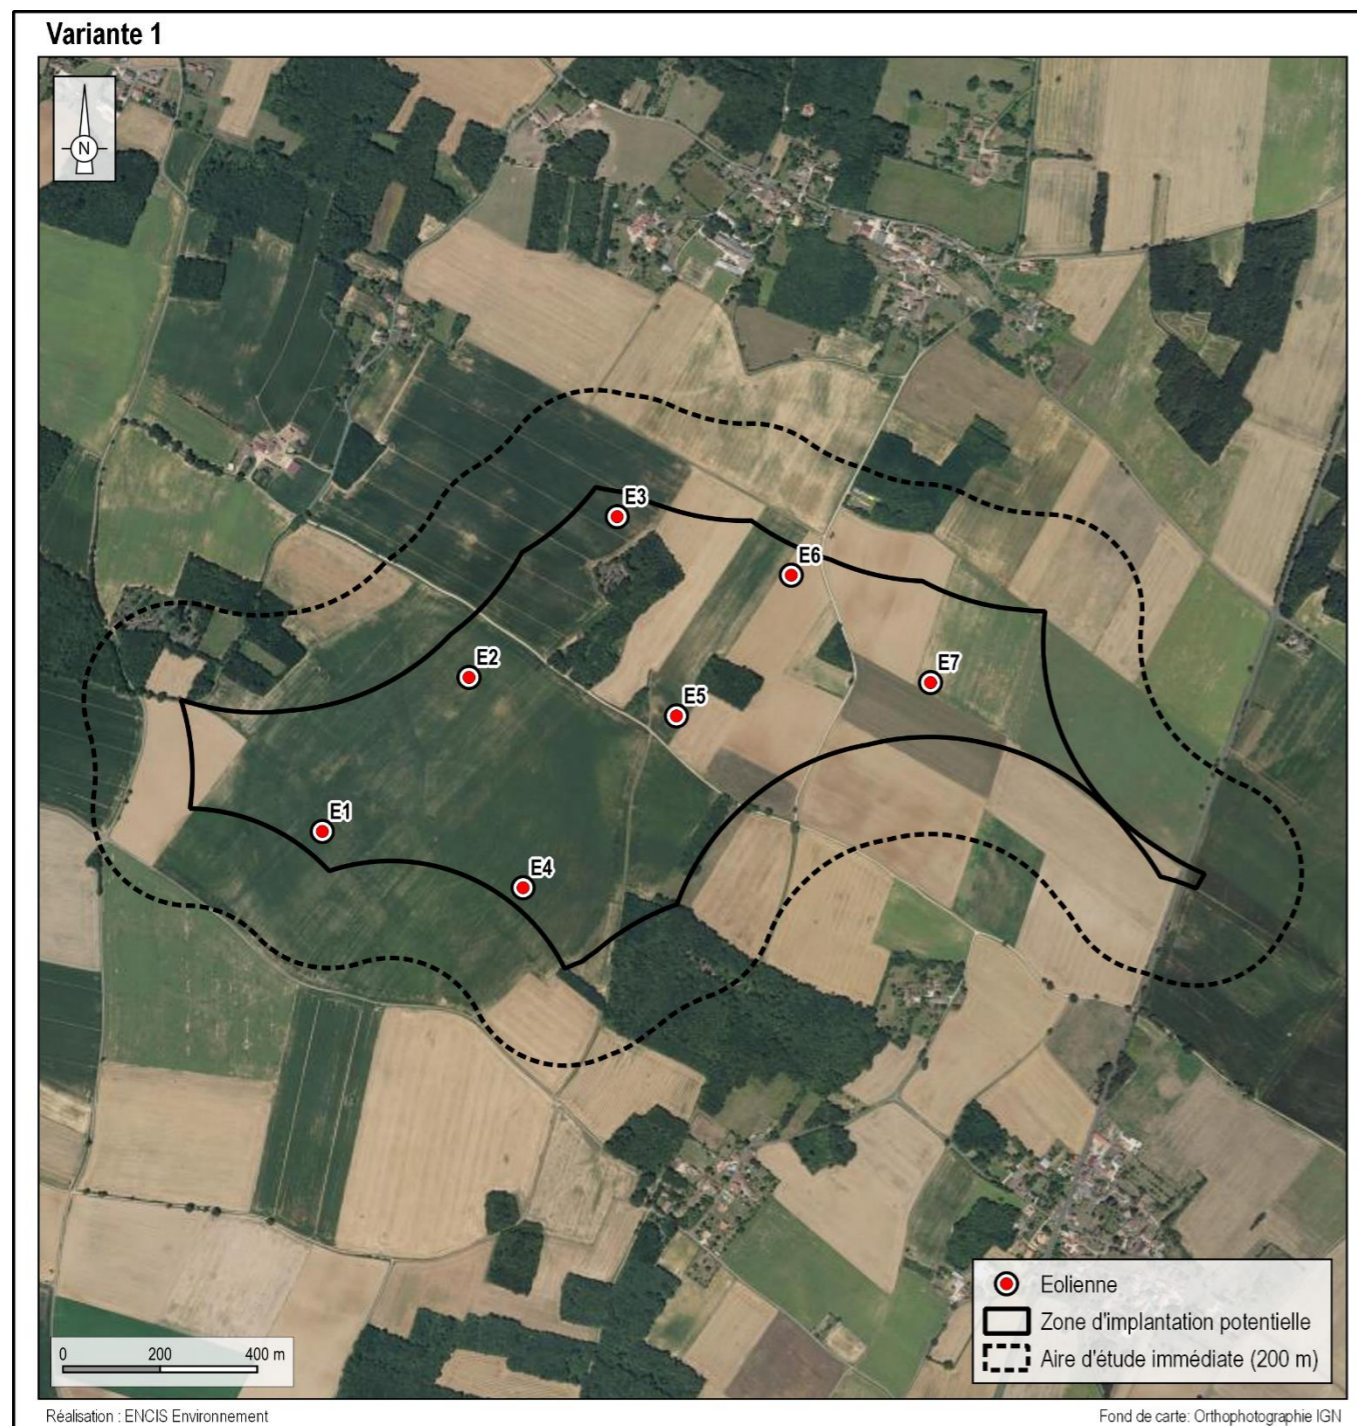 Variante 1
N
E3
E6
E2
E7
E5
E1
E4
Eolienne
Zone d'implantation potentielle
Aire d'étude immédiate (200 m)
0 200 400 m
Réalisation : ENCIS Environnement
Fond de carte: Orthophotographie IGN